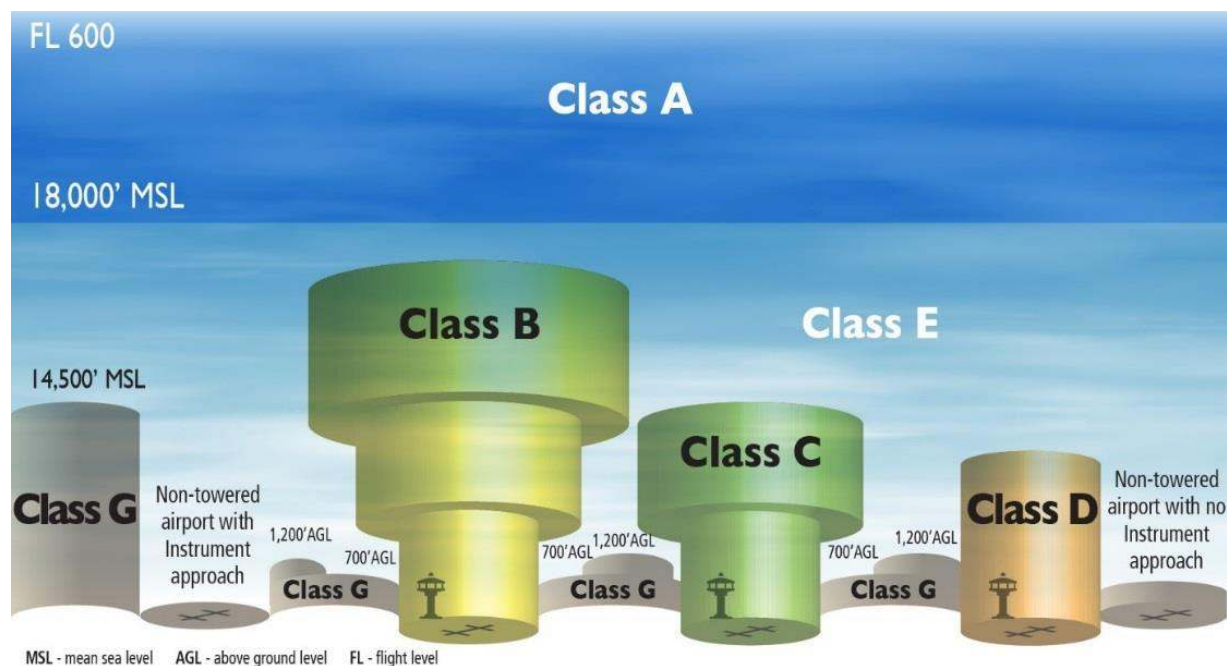 FL 600
Class A
18,000' MSL
Class B
Class E
14,500' MSL
Class G
Non-towered
airport with
Instrument
approach
1,200'AGL
700'AGL
Class G
700'AGL
1,200'AGL
Class G
Class C
700'AGL
1,200'AGL
Class G
Class D
Non-towered
airport with no
Instrument
approach
MSL - mean sea level AGL - above ground level FL - flight level